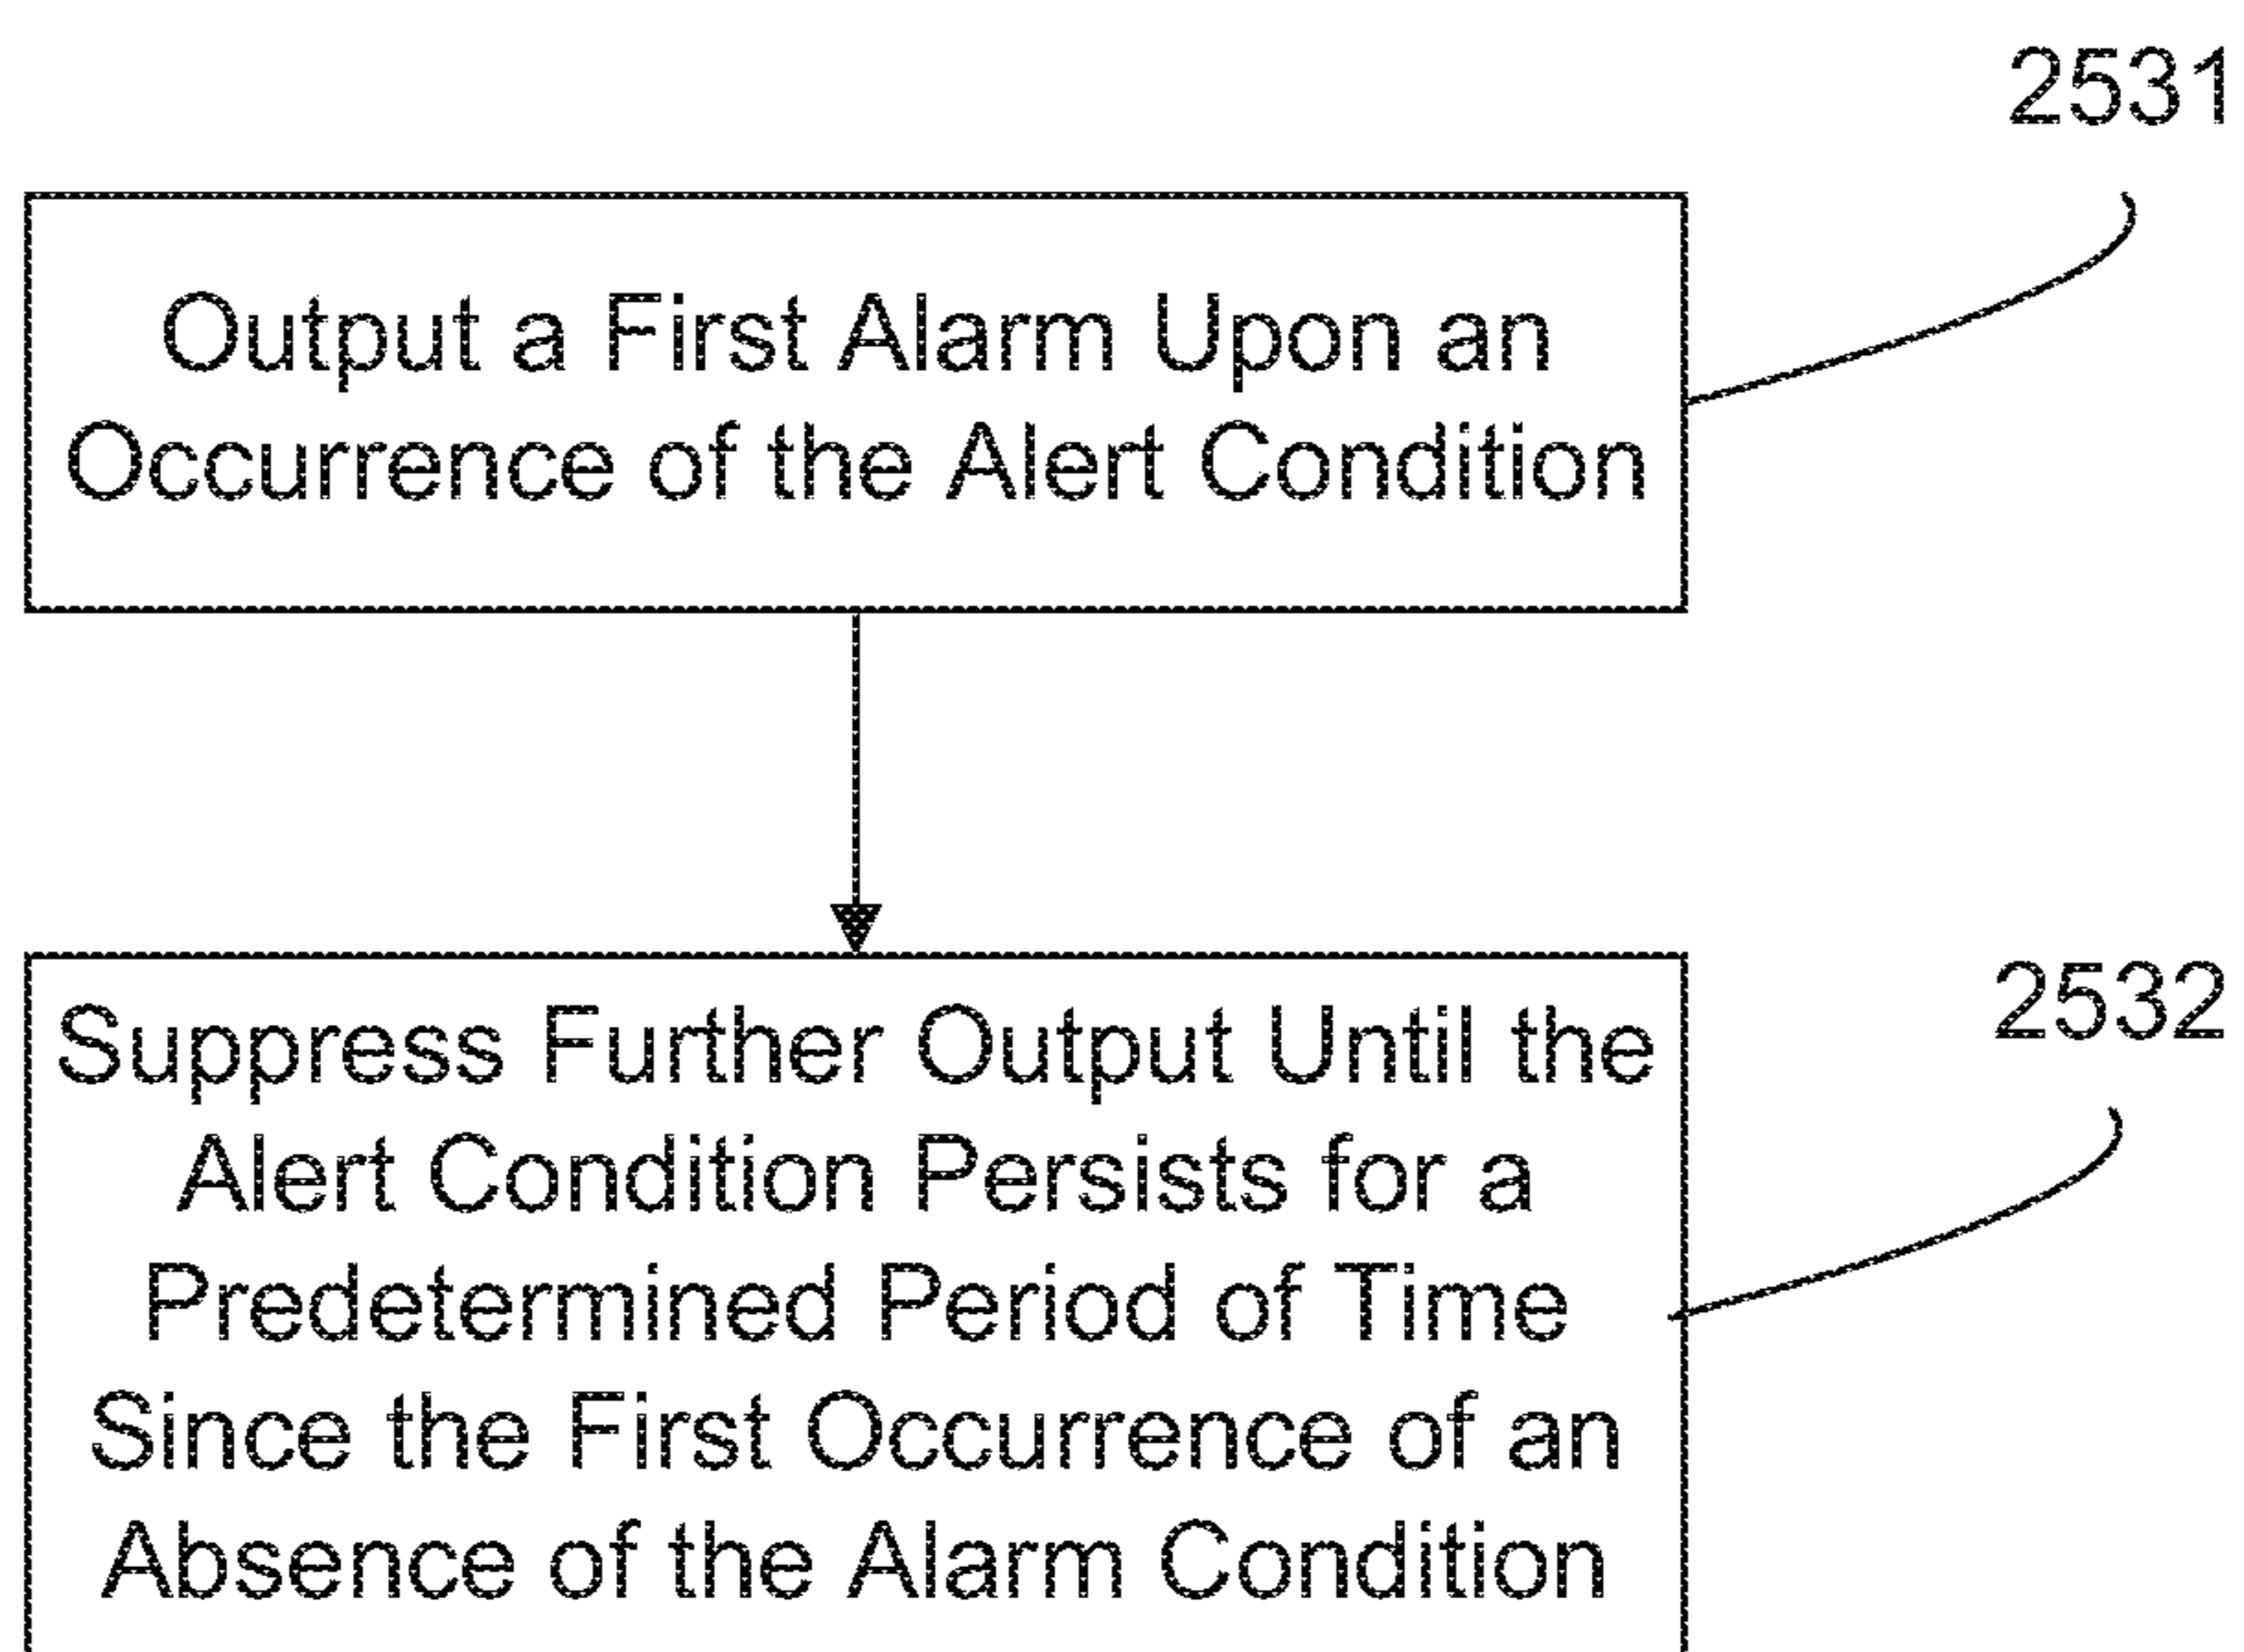 2531
Output a First Alarm Upon an
Occurrence of the Alert Condition
2532
Suppress Further Output Until the
Alert Condition Persists for a
Predetermined Period of Time
Since the First Occurrence of an
Absence of the Alarm Condition